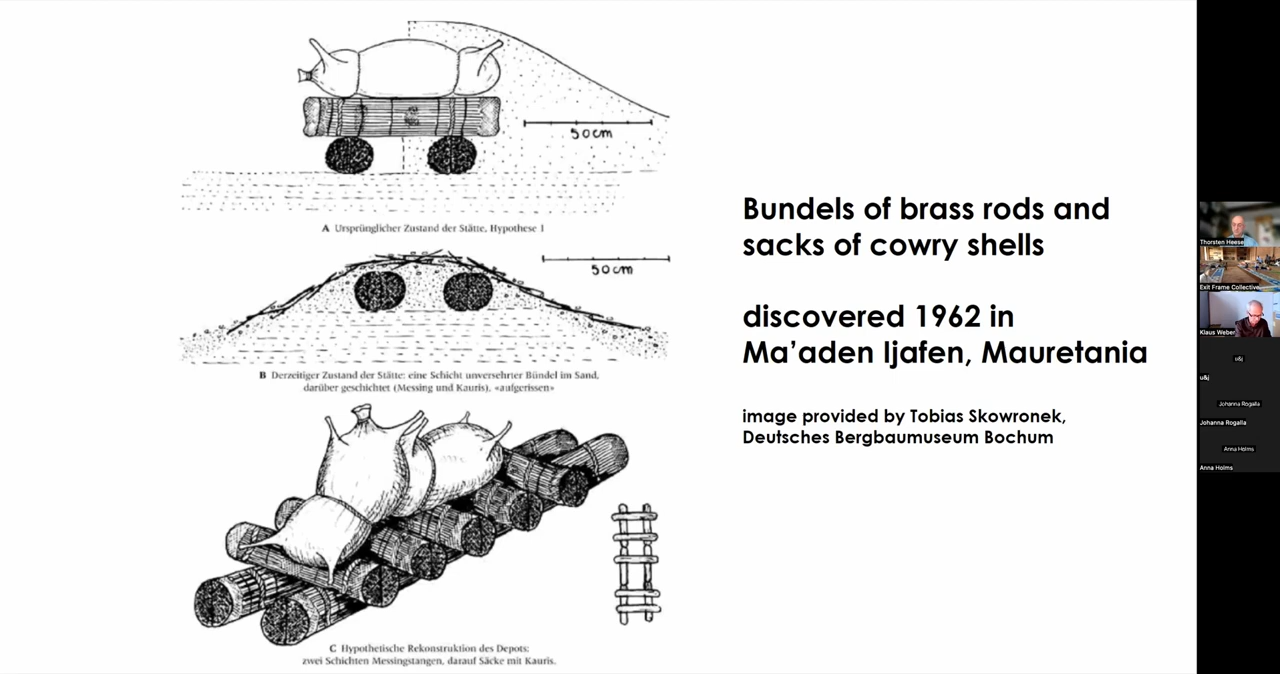 50cm
A Ursprünglicher Zustand der Stätte, Hypothese 1
50cm
B Derzeitiger Zustand der Stätte: eine Schicht unversehrter Bündel im Sand,
darüber geschichtet (Messing und Kauris), «aufgerissen»
C Hypothetische Rekonstruktion des Depots:
zwei Schichten Messingstangen, darauf Säcke mit Kauris.
Bundels of brass rods and
sacks of cowry shells
discovered 1962 in
Ma’aden Ijafen, Mauretania
image provided by Tobias Skowronek,
Deutsches Bergbaumuseum Bochum
Thorsten Heese
Exit Frame Collective
Klaus Weber
u&j
u&j
Johanna Rogalla
Johanna Rogalla
Anna Holms
Anna Holms